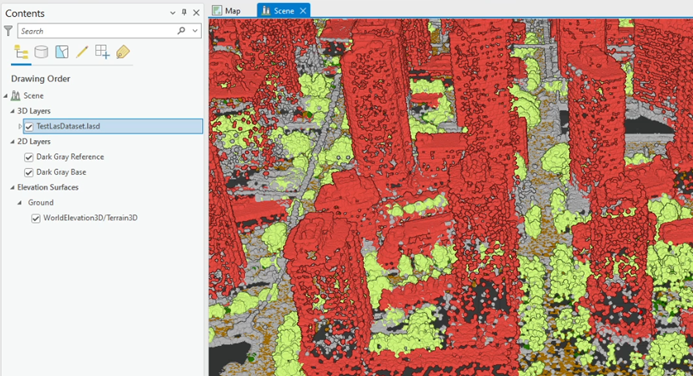 Contents
Search
Drawing Order
Scene
3D Layers
TestLasDataset.lasd
2D Layers
Dark Gray Reference
Dark Gray Base
Elevation Surfaces
Ground
WorldElevation3D/Terrain3D
Map
Scene